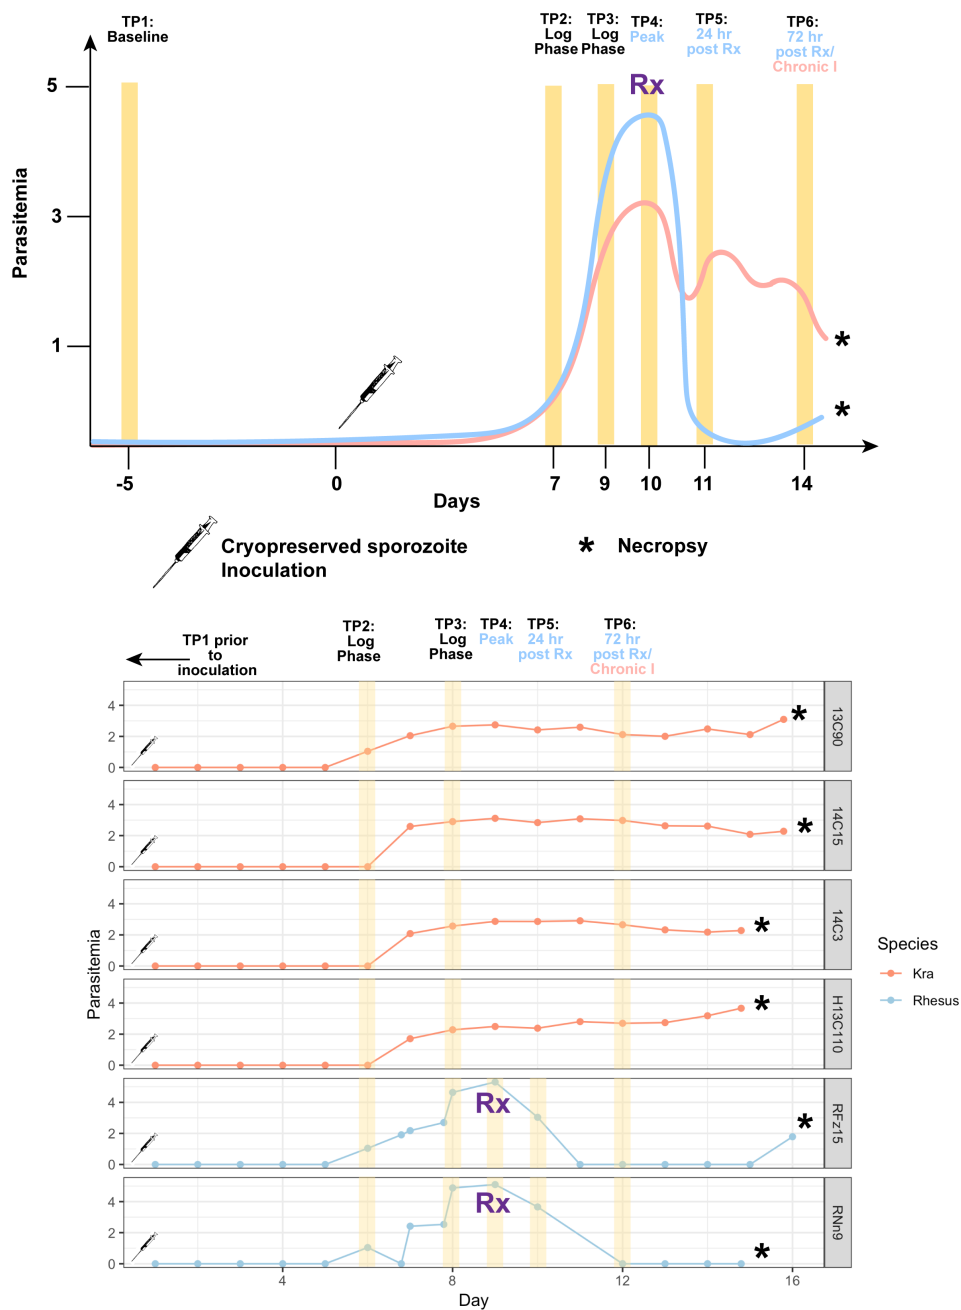 TP1:
Baseline
TP2:
Log
Phase
TP3:
Log
Phase
TP4:
Peak
TP5:
24 hr
post Rx
TP6:
72 hr
post Rx/
Chronic I
Rx
5
3
1
Parasitemia
-5
0
7
9
10
11
14
Days
*
*
Cryopreserved sporozoite
Inoculation
* Necropsy
TP1 prior
to
inoculation
TP2:
Log
Phase
TP3:
Log
Phase
TP4:
Peak
TP5:
24 hr
post Rx
TP6:
72 hr
post Rx/
Chronic I
4
2
0
*
13C90
4
2
0
*
14C15
4
2
0
*
14C3
4
2
0
*
H13C110
4
2
0
Rx
*
RFz15
4
2
0
Rx
*
RNn9
Parasitemia
4
8
12
16
Day
Species
Kra
Rhesus